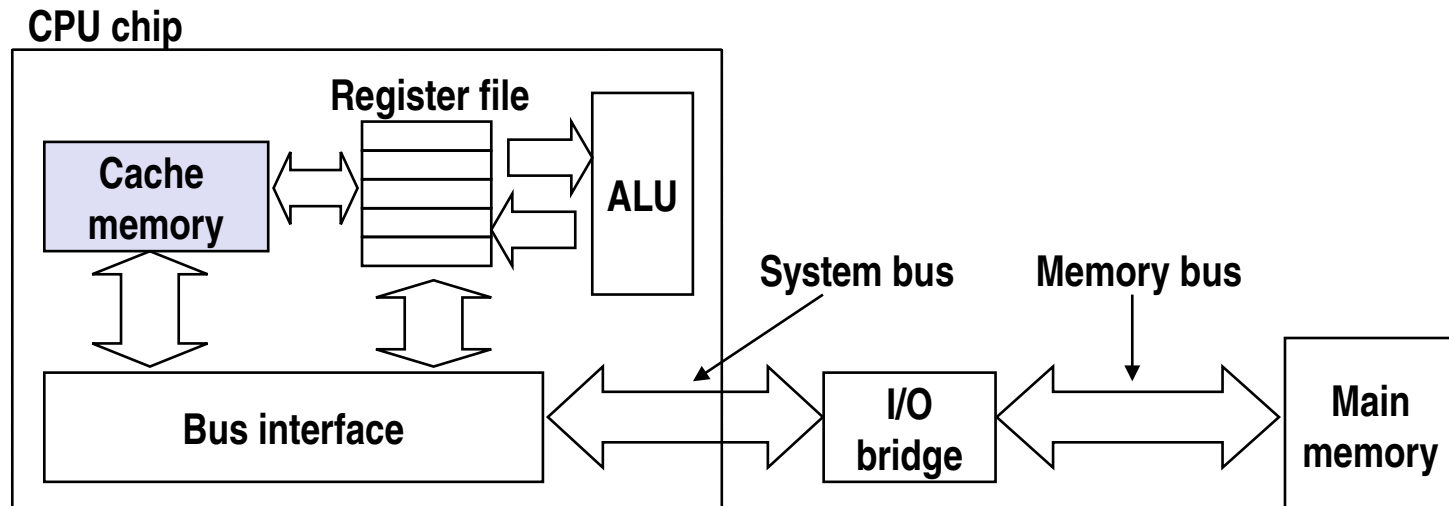 CPU chip
Register file
Cache
memory
ALU
System bus
Memory bus
Bus interface
I/O
bridge
Main
memory